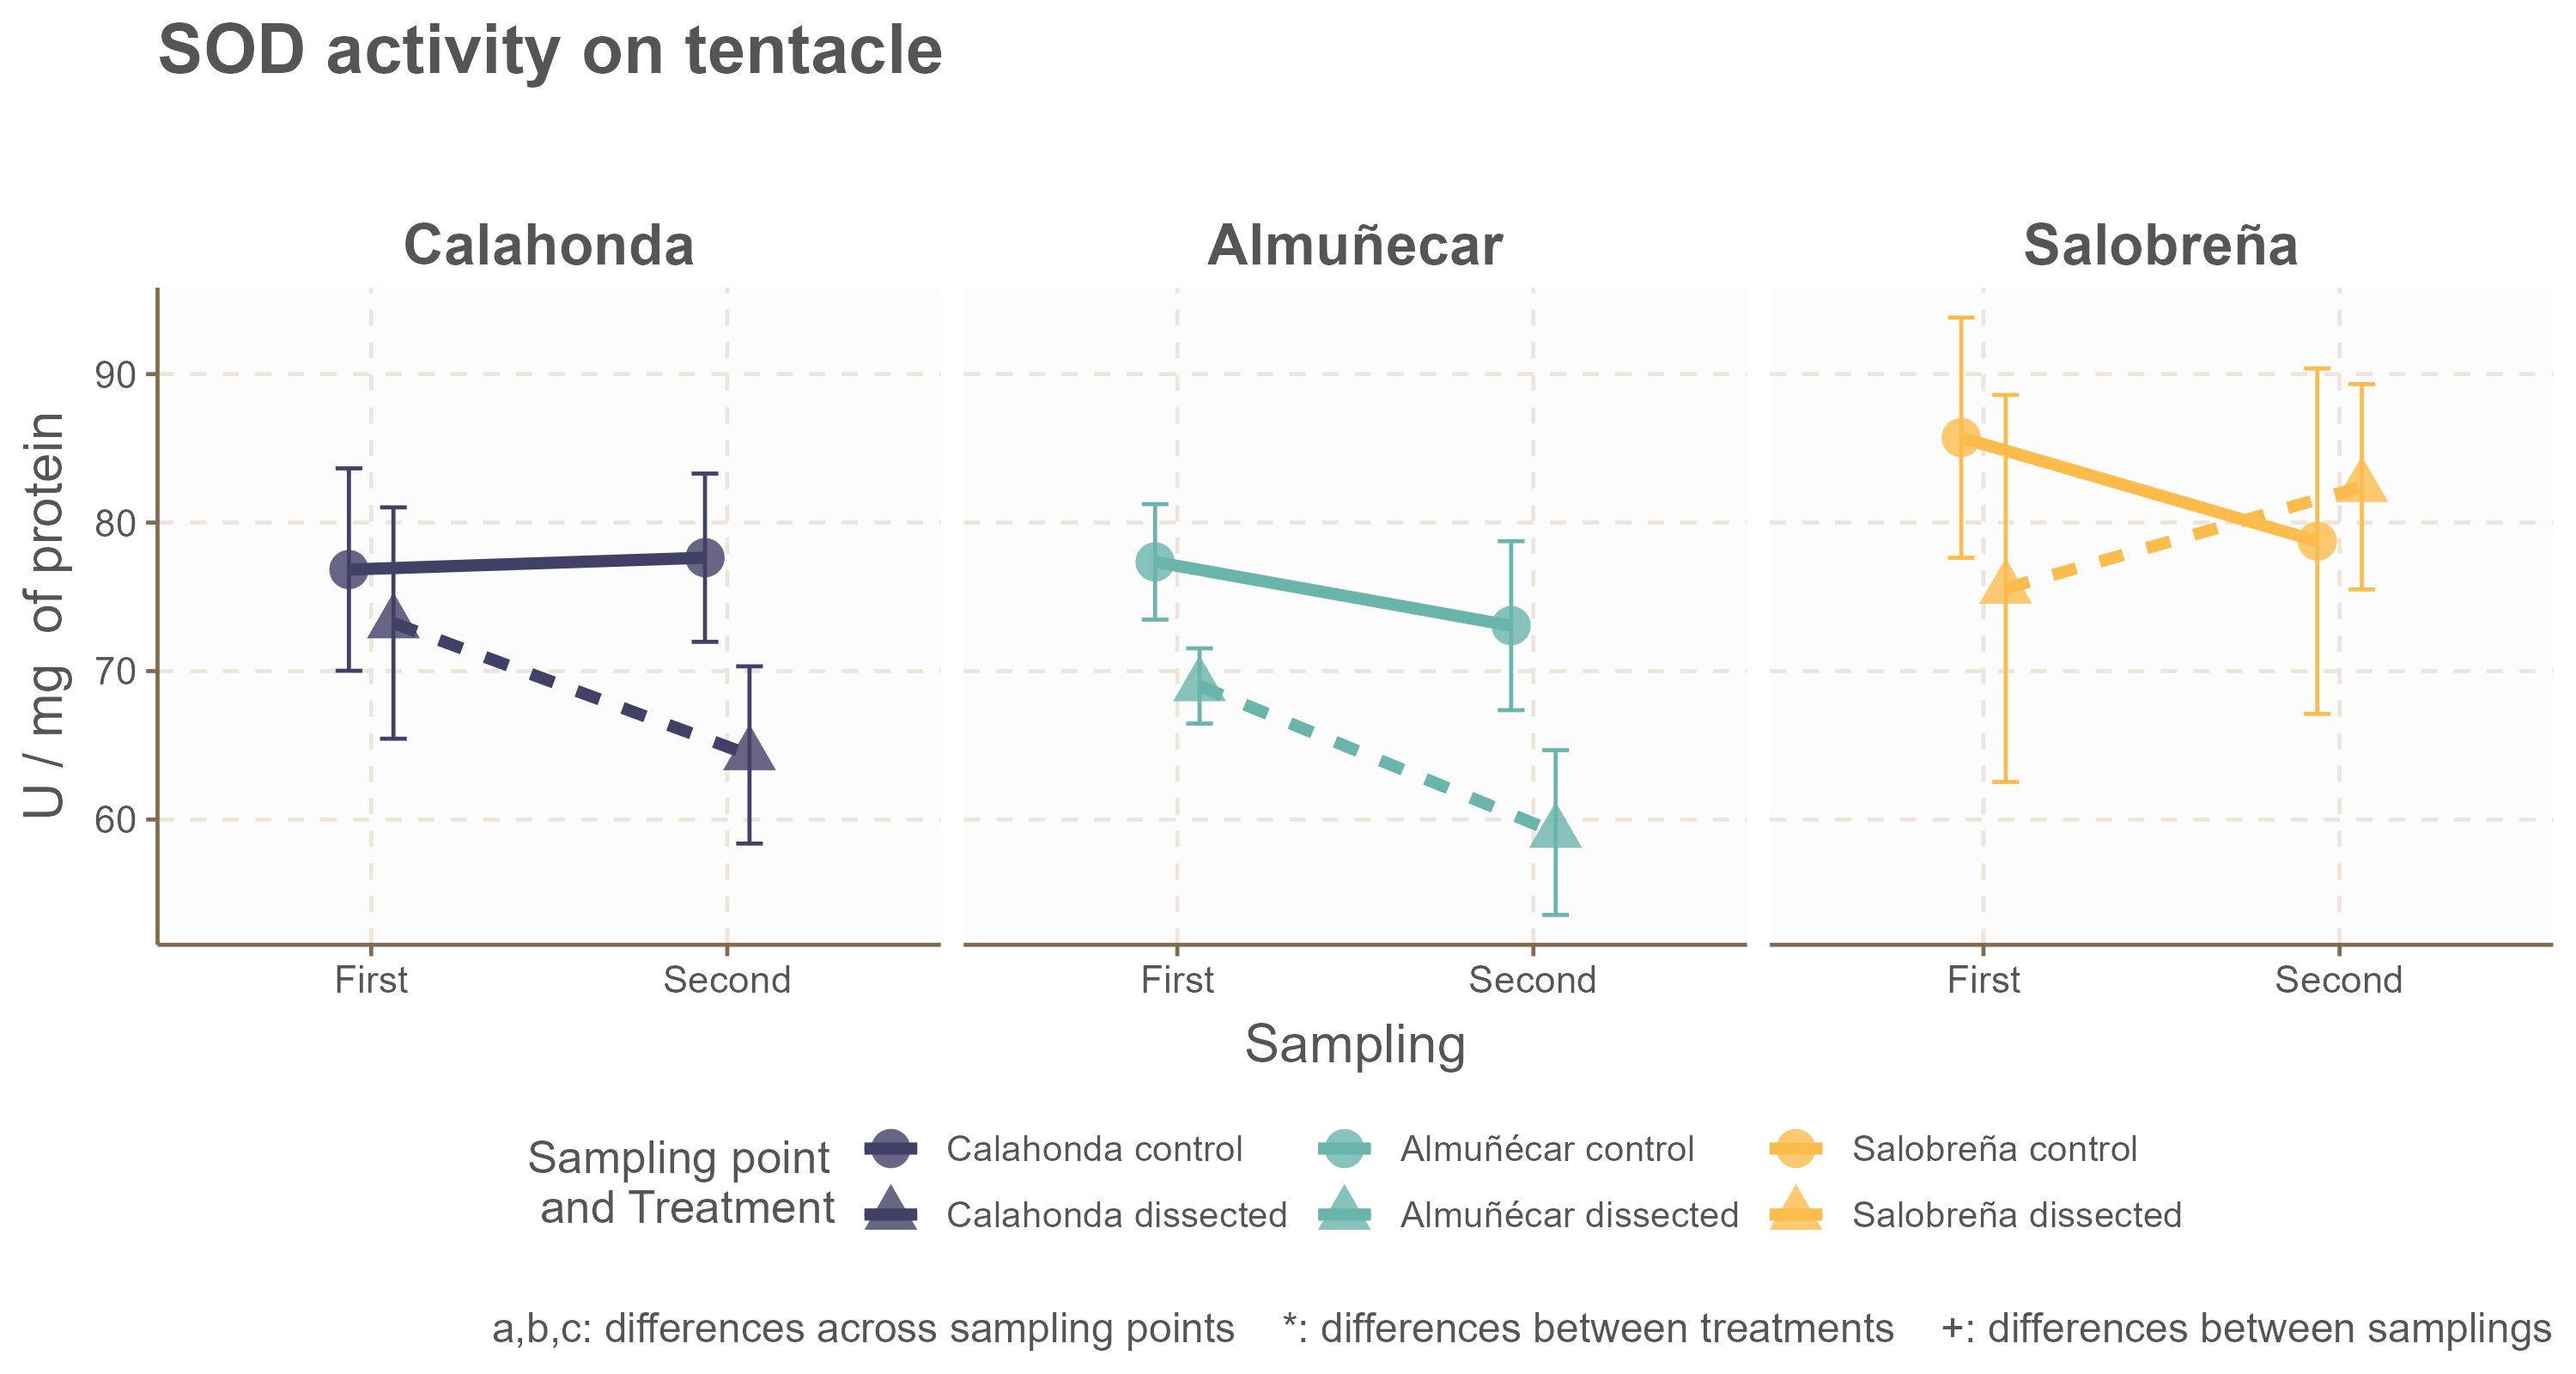 SOD activity on tentacle
Calahonda
Almuñecar
Salobreña
U / mg  of protein
90
80
70
60
First
Second
First
Second
First
Second
Sampling
Sampling point
and Treatment
Calahonda control
Almuñécar control
Salobreña control
Calahonda dissected
Almuñécar dissected
Salobreña dissected
a,b,c: differences across sampling points    *: differences between treatments    +: differences between samplings